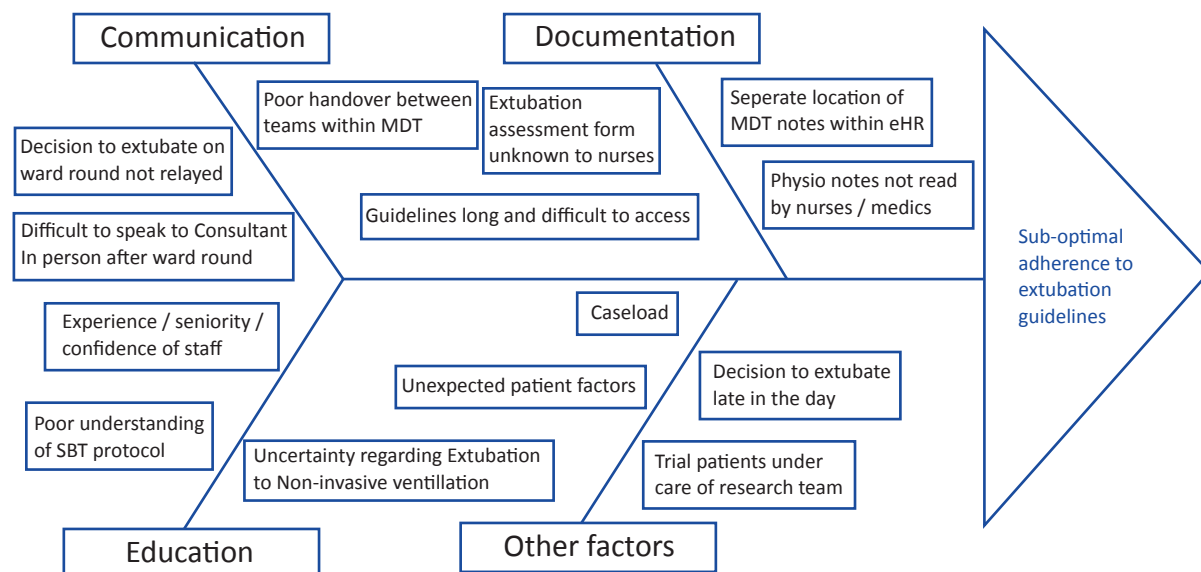 Communication
Documentation
Poor handover between
teams within MDT
Extubation
assessment form
unknown to nurses
Seperate location of
MDT notes within eHR
Decision to extubate on
ward round not relayed
Physio notes not read
by nurses / medics
Guidelines long and difficult to access
Difficult to speak to Consultant
In person after ward round
Sub-optimal
adherence to
extubation
guidelines
Experience / seniority /
confidence of staff
Caseload
Unexpected patient factors
Decision to extubate
late in the day
Poor understanding
of SBT protocol
Uncertainty regarding Extubation
to Non-invasive ventillation
Trial patients under
care of research team
Education
Other factors